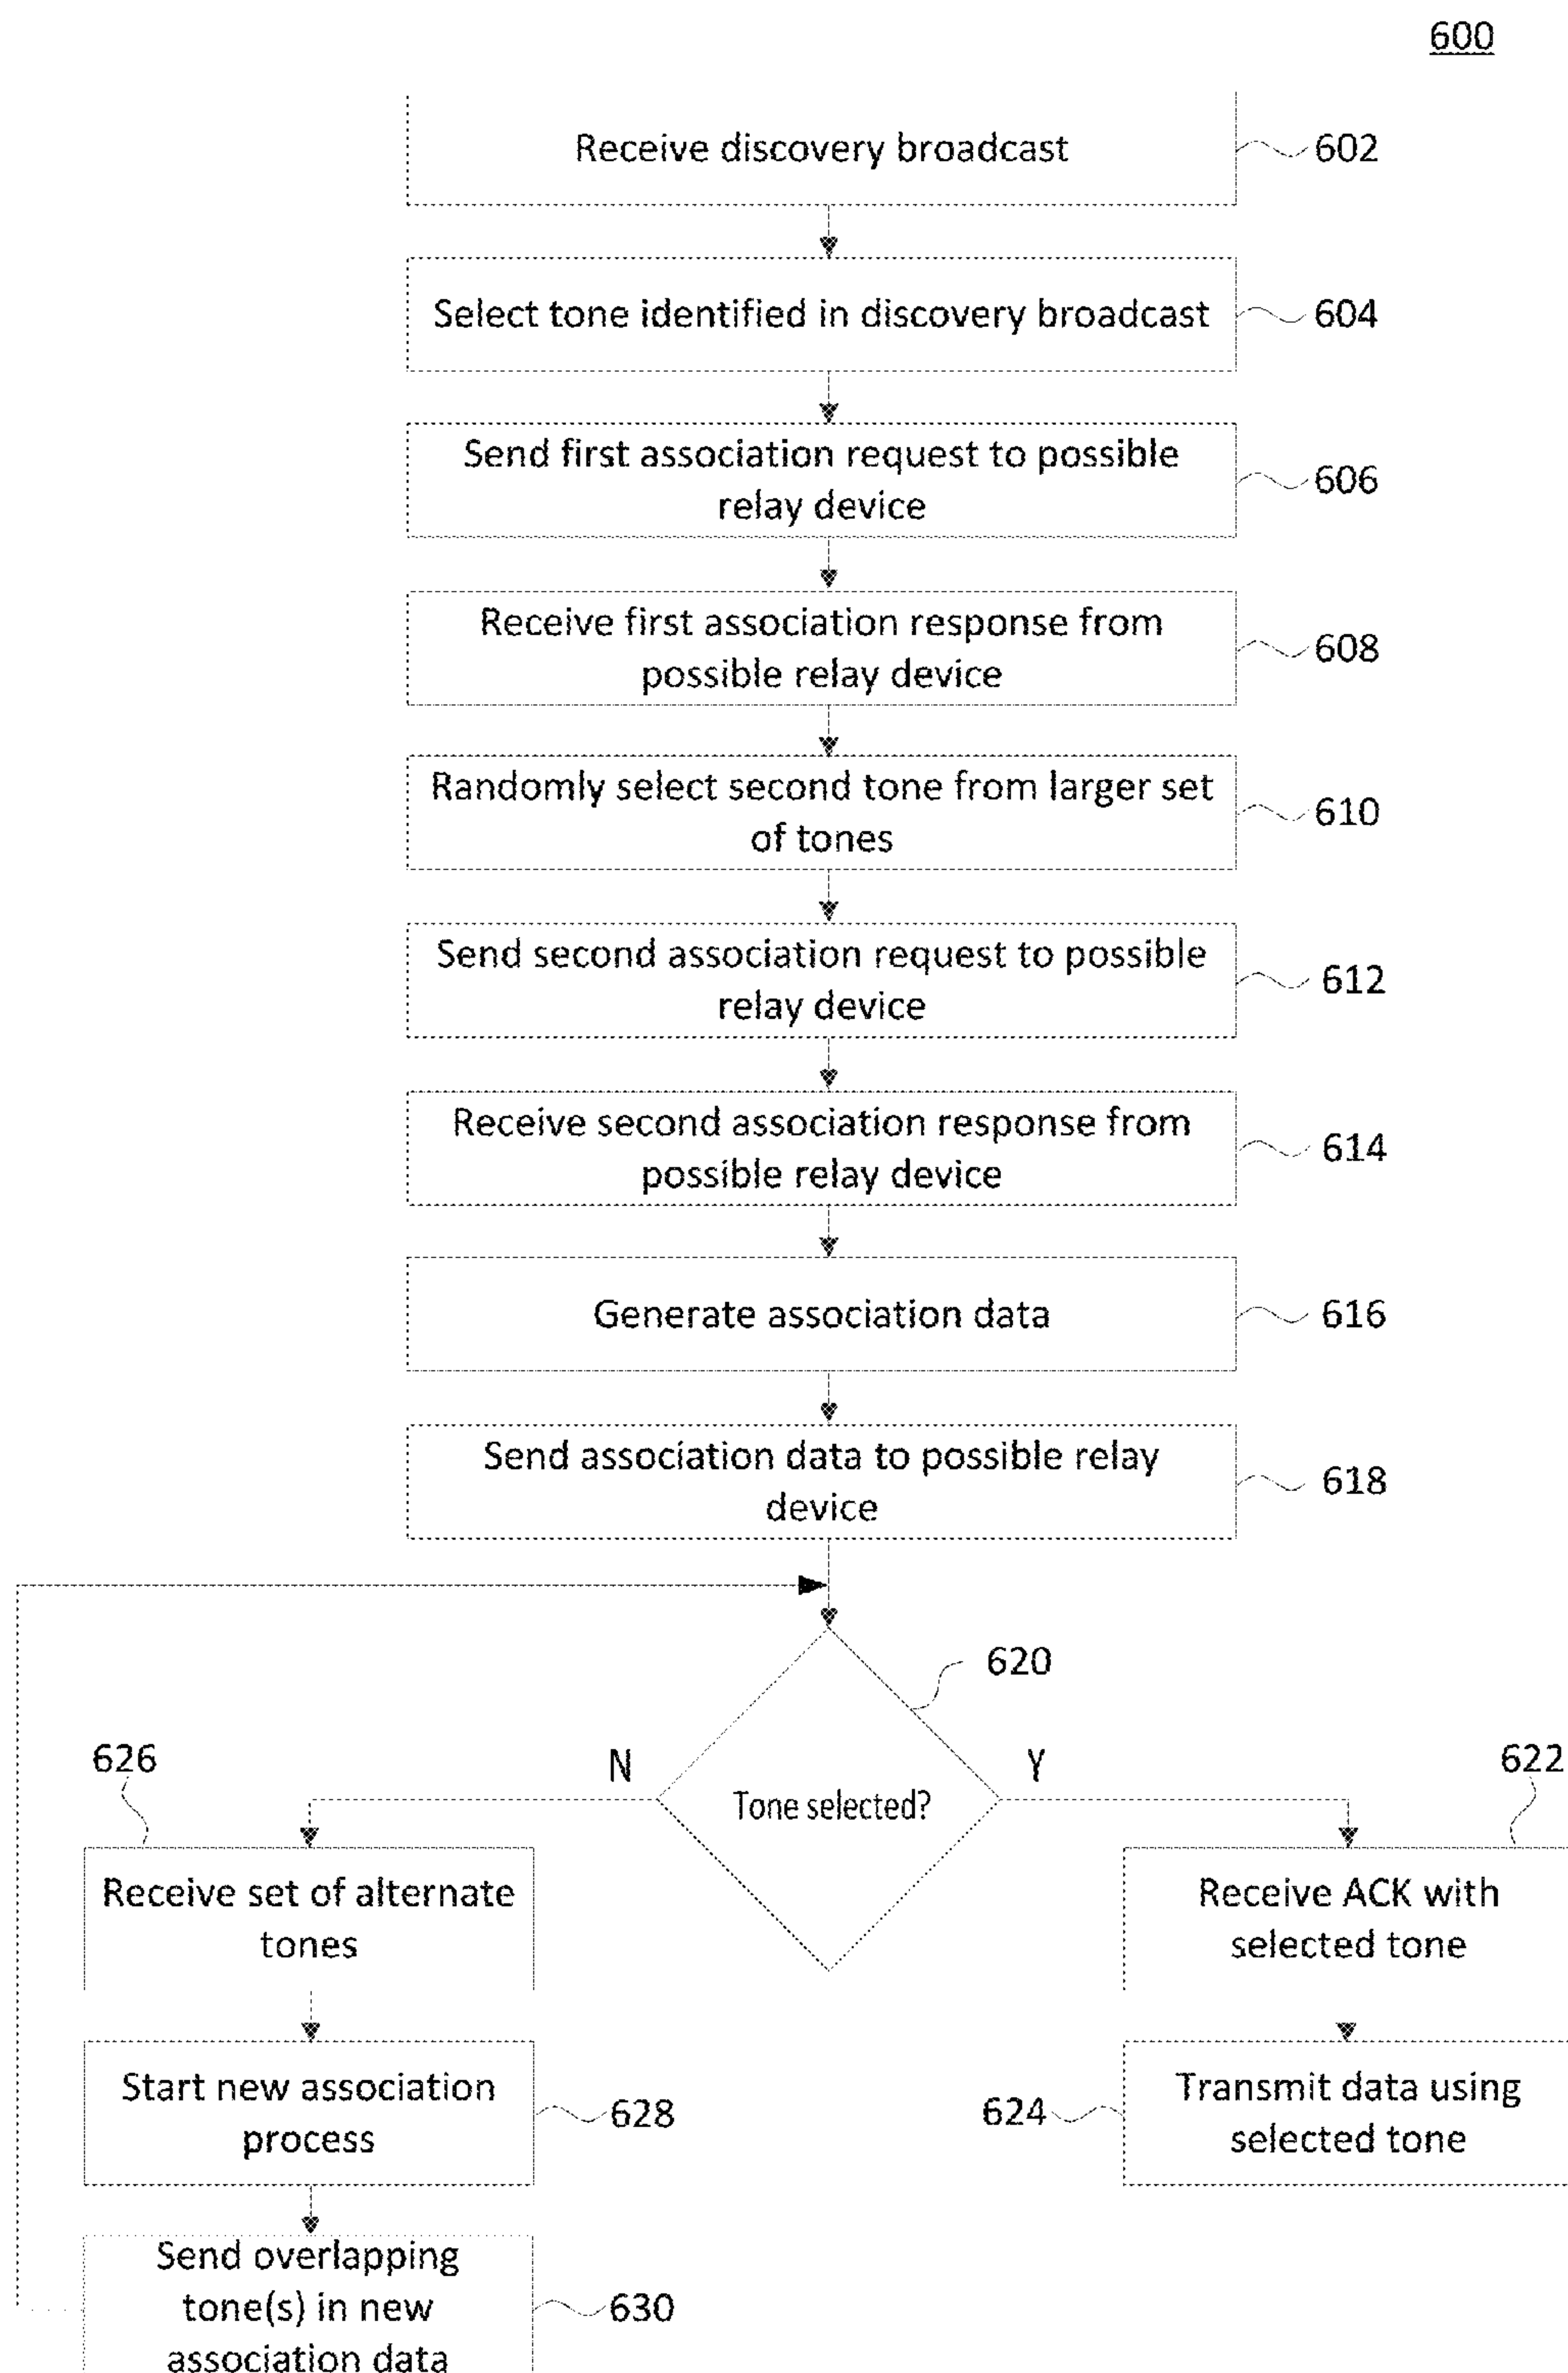 600
Receive discovery broadcast
602
Select tone identified in discovery broadcast
604
Send first association request to possible
relay device
606
Receive first association response from
possible relay device
608
Randomly select second tone from larger set
of tones
610
Send second association request to possible
relay device
612
Receive second association response from
possible relay device
614
Generate association data
616
Send association data to possible relay
device
618
620
Tone selected?
N
Y
626
Receive set of alternate
tones
622
Receive ACK with
selected tone
Start new association
process
628
624
Transmit data using
selected tone
Send overlapping
tone(s) in new
association data
630